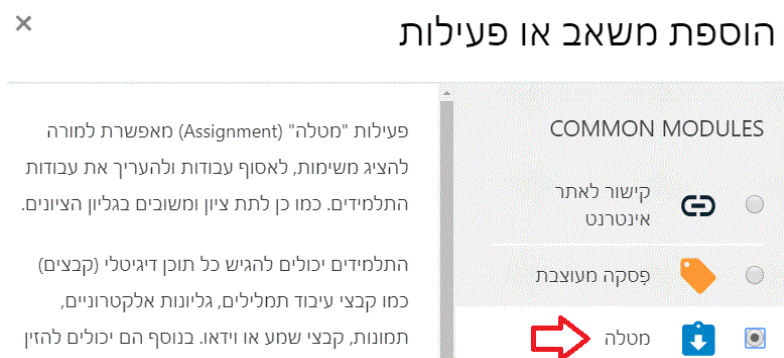 ×
הוספת משאב או פעילות
COMMON MODULES
קישור לאתר
אינטרנט
פִסקה מעוצבת
מטלה
פעילות "מטלה" (Assignment) מאפשרת למורה
להציג משימות, לאסוף עבודות ולהעריך את עבודות
התלמידים. כמו כן לתת ציון ומשובים בגליון הציונים.
התלמידים יכולים להגיש כל תוכן דיגיטלי (קבצים)
כמו קבצי עיבוד תמלילים, גליונות אלקטרוניים,
תמונות, קבצי שמע או וידאו. בנוסף הם יכולים להזין